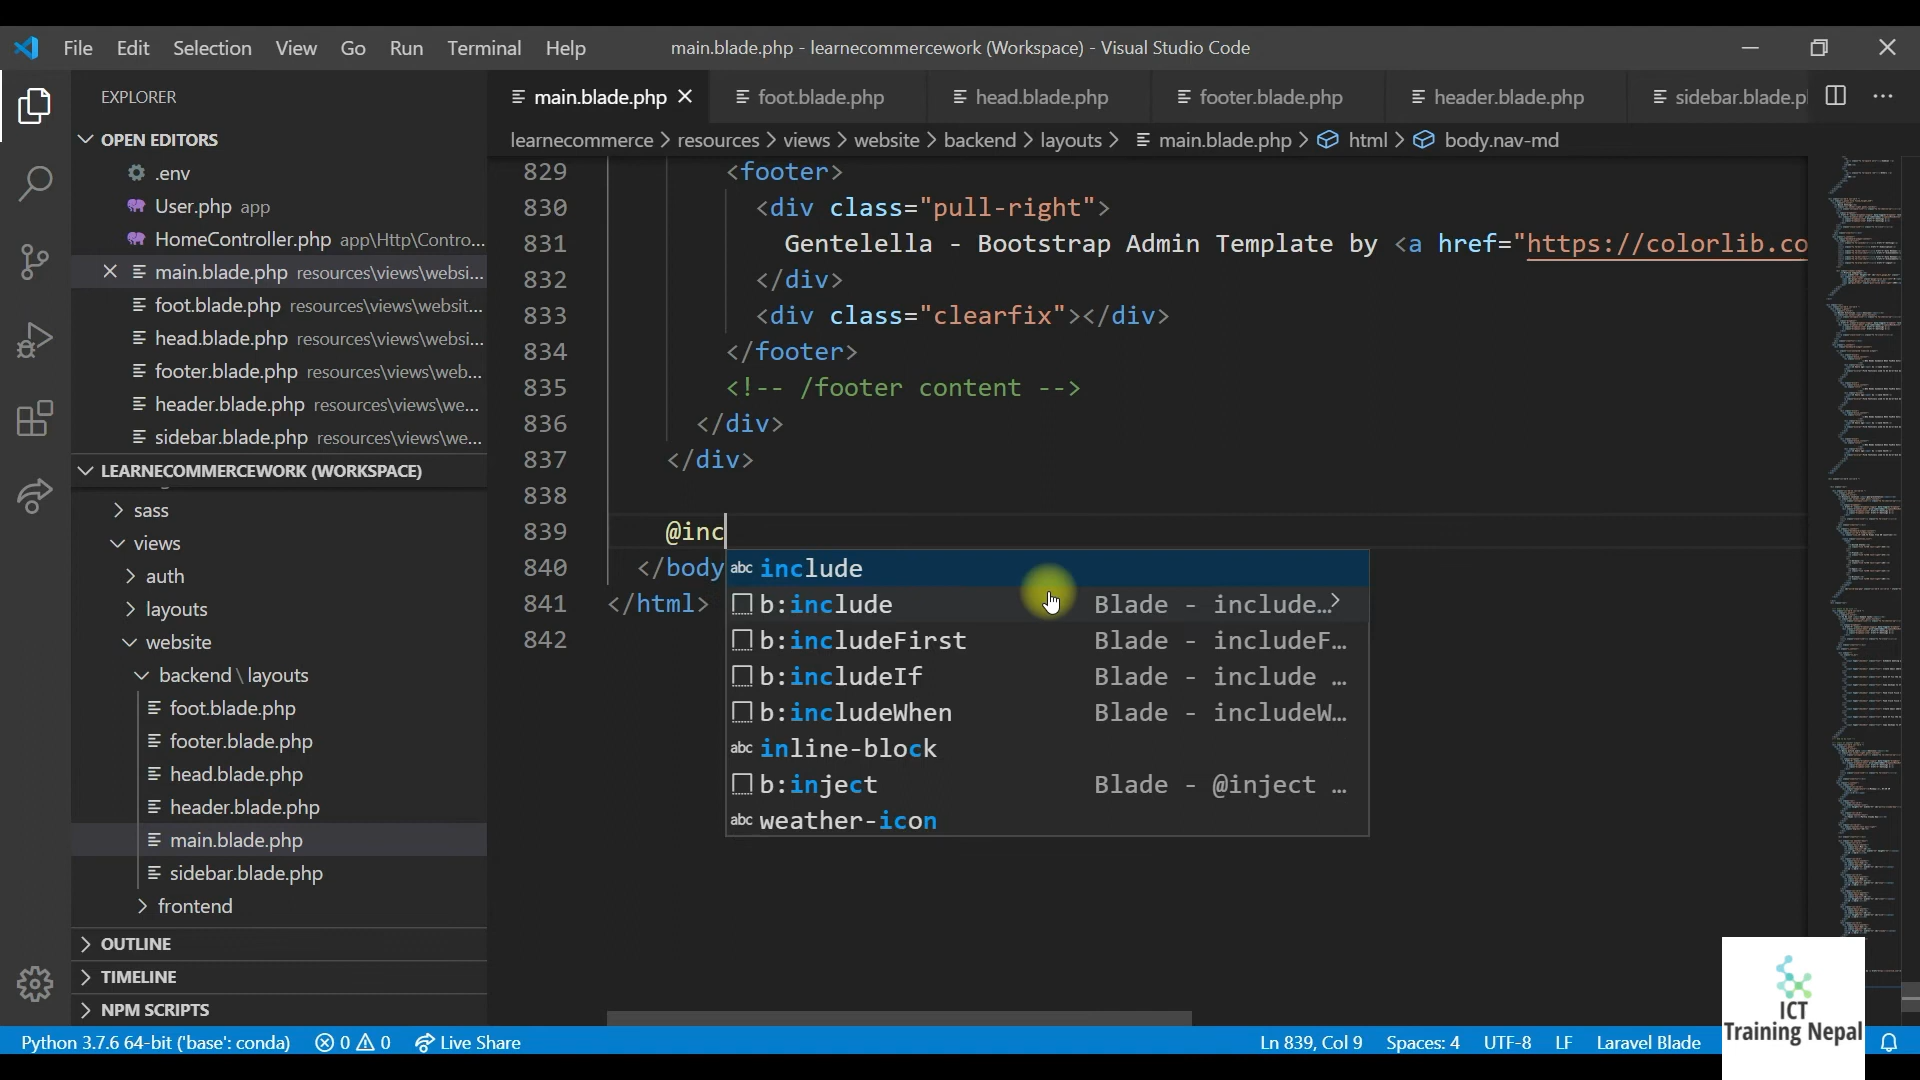 File Edit Selection View Go Run Terminal Help main.blade.php - learnecommercework (Workspace) - Visual Studio Code
EXPLORER
main.blade.php foot.blade.php head.blade.php footer.blade.php header.blade.php sidebar.blade.p
OPEN EDITORS
learnecommerce > resources > views > website > backend > layouts > main.blade.php > html > body.nav-md
.env
User.php app
HomeController.php app\Http\Contro...
main.blade.php resources\views\websi...
foot.blade.php resources\views\websit...
head.blade.php resources\views\websi...
footer.blade.php resources\views\web...
header.blade.php resources\views\we...
sidebar.blade.php resources\views\we...
LEARNECOMMERCEWORK (WORKSPACE)
sass
views
auth
layouts
website
backend \ layouts
foot.blade.php
footer.blade.php
head.blade.php
header.blade.php
main.blade.php
sidebar.blade.php
frontend
OUTLINE
TIMELINE
NPM SCRIPTS
829 <footer>
830 <div class="pull-right">
831 Gentelella - Bootstrap Admin Template by <a href="https://colorlib.co
832 </div>
833 <div class="clearfix"></div>
834 </footer>
835 <!-- /footer content -->
836 </div>
837 </div>
838
839 @inc
840 </body
841 </html>
842
abc include
b:include Blade - include...
b:includeFirst Blade - includeF...
b:includeIf Blade - include ...
b:includeWhen Blade - includeW...
abc inline-block
b:inject Blade - @inject ...
abc weather-icon
ICT
Training Nepal
Python 3.7.6 64-bit ('base': conda) 0 0 Live Share Ln 839, Col 9 Spaces: 4 UTF-8 LF Laravel Blade